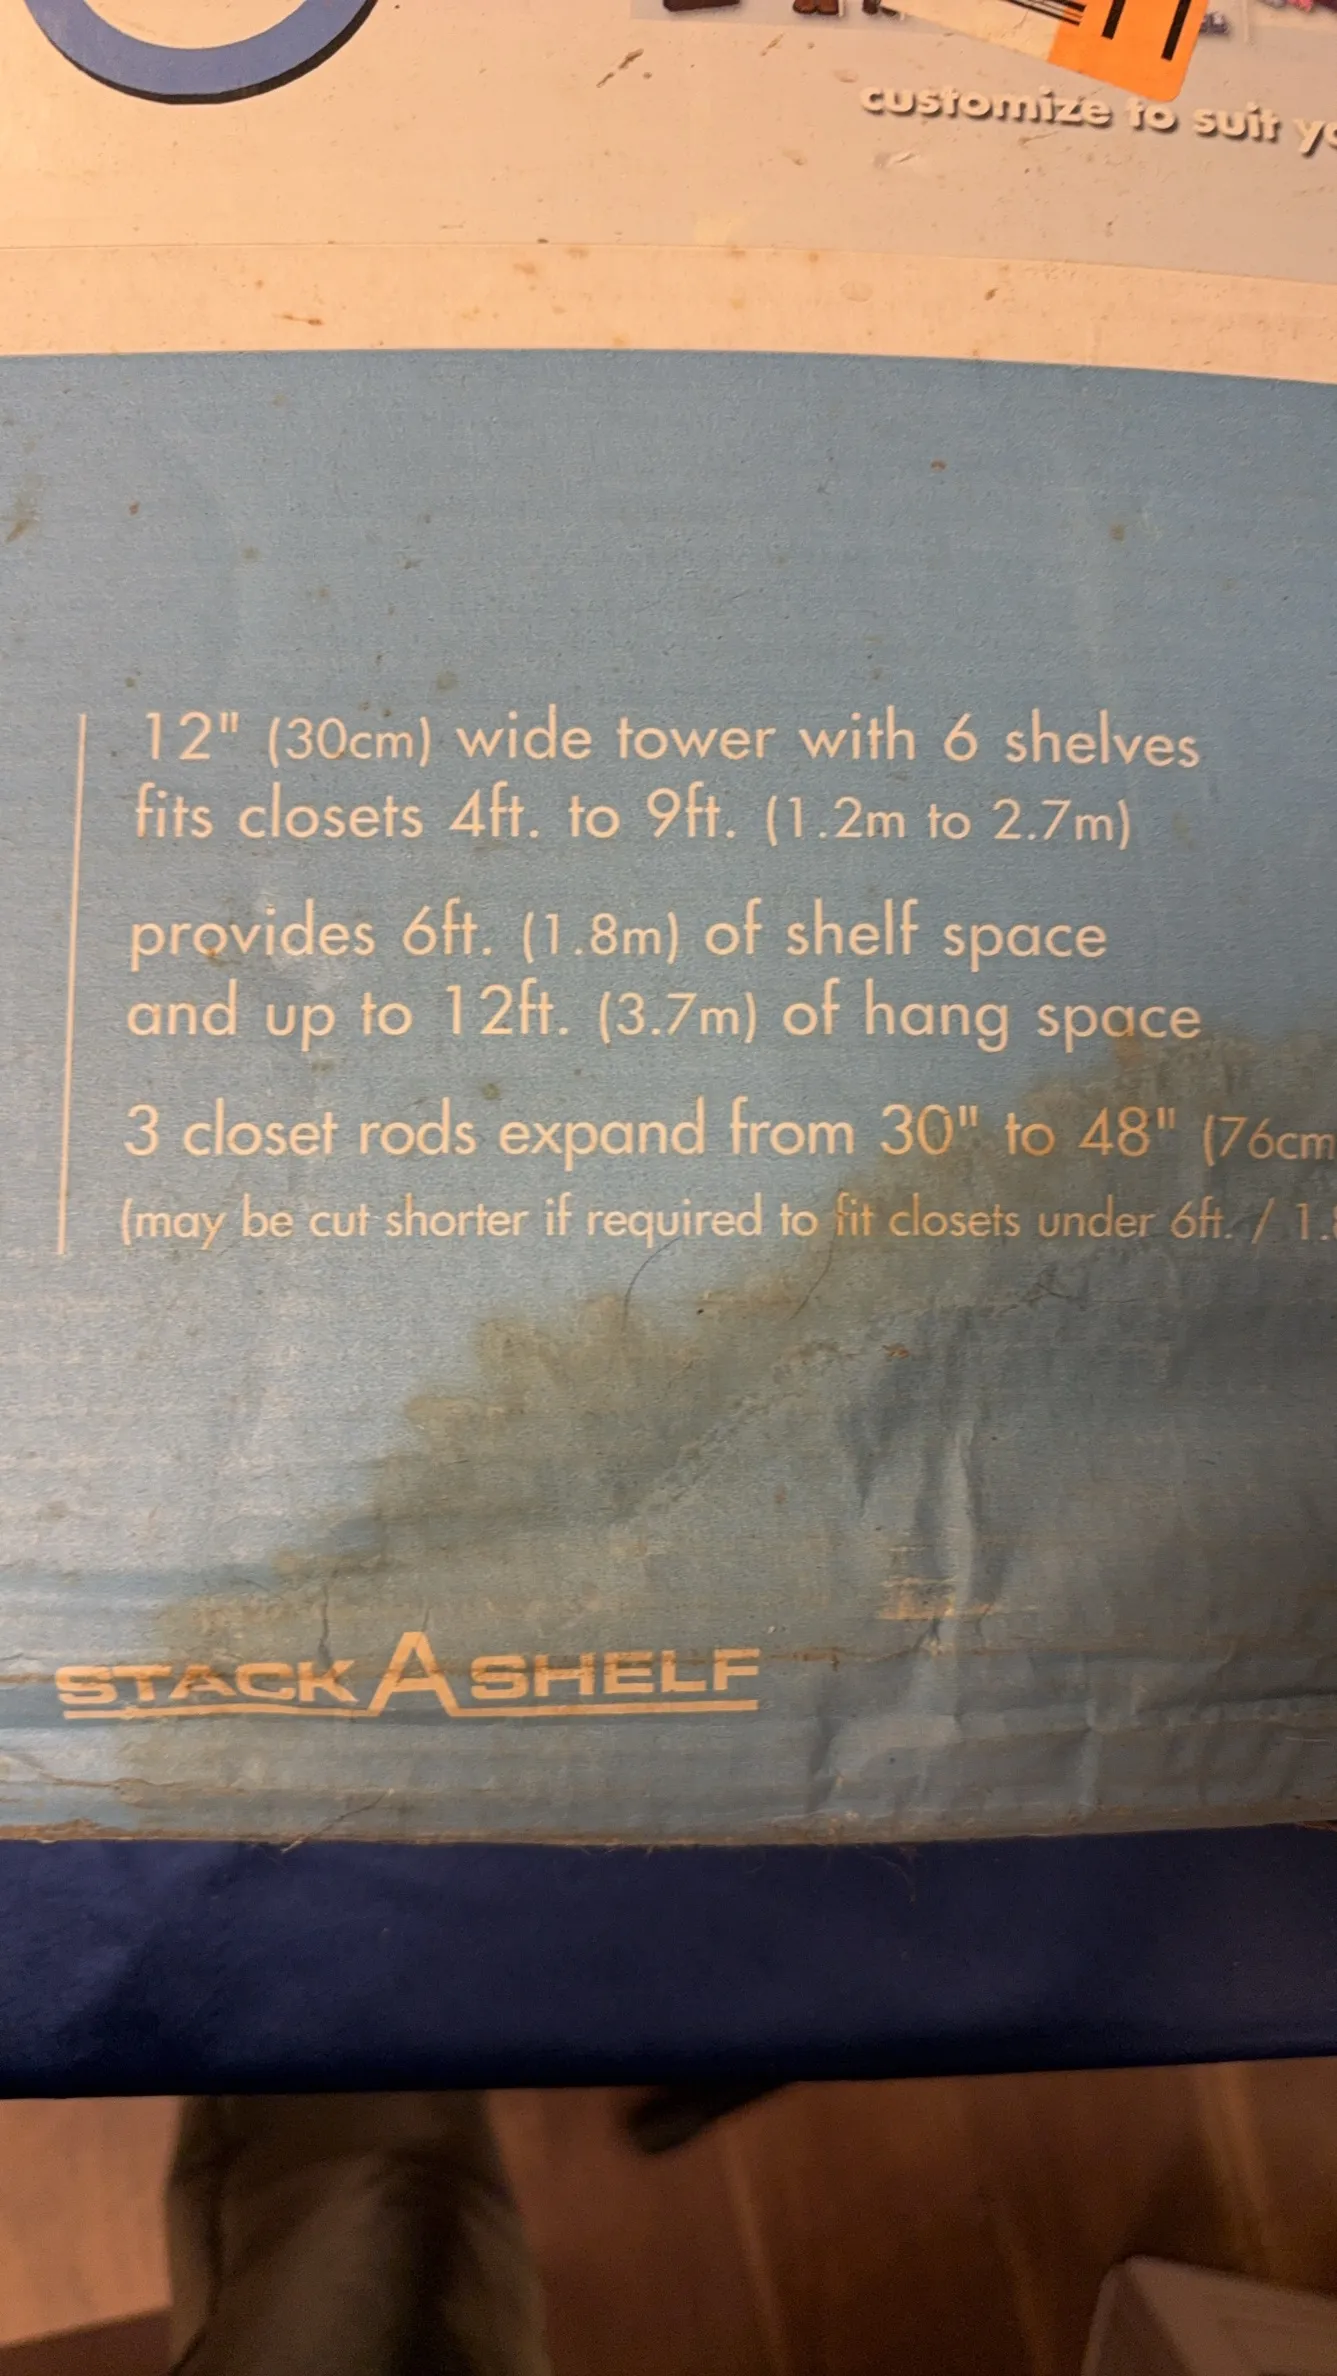 customize to suit
12" (30cm) wide tower with 6 shelves
fits closets 4ft. to 9ft. (1.2m to 2.7m)
provides 6ft. (1.8m) of shelf space
and up to 12ft. (3.7m) of hang space
3 closet rods expand from 30" to 48" (76cm
(may be cut shorter if required to fit closets under 6ft. / 1.
STACK A SHELF